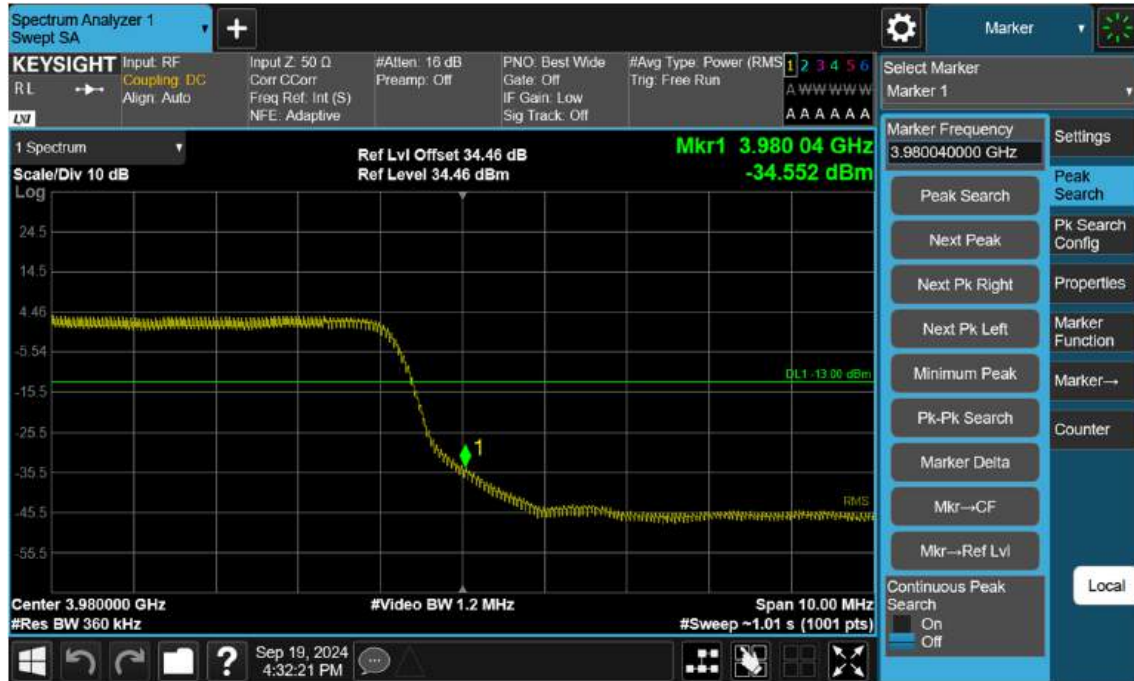 Spectrum Analyzer 1
Swept SA
Marker
KEYSIGHT
RL
LXI
Input: RF
Coupling: DC
Align: Auto
Input Z: 50 Ω
Corr CCorr
Freq Ref: Int (S)
NFE: Adaptive
#Atten: 16 dB
Preamp: Off
PNO: Best Wide
Gate: Off
IF Gain: Low
Sig Track: Off
#Avg Type: Power (RMS
Trig: Free Run
1 2 3 4 5 6
A W W W W W
A A A A A A
Select Marker
Marker 1
1 Spectrum
Scale/Div 10 dB
Log
Ref Lvl Offset 34.46 dB
Ref Level 34.46 dBm
Mkr1 3.980 04 GHz
-34.552 dBm
24.5
14.5
4.46
-5.54
-15.5
-25.5
-35.5
-45.5
-55.5
DL1 -13.00 dBm
1
RMS
Center 3.980000 GHz
#Res BW 360 kHz
#Video BW 1.2 MHz
Span 10.00 MHz
#Sweep ~1.01 s (1001 pts)
Marker Frequency
3.980040000 GHz
Peak Search
Next Peak
Next Pk Right
Next Pk Left
Minimum Peak
Pk-Pk Search
Marker Delta
Mkr→CF
Mkr→Ref Lvl
Continuous Peak
Search
On
Off
Settings
Peak
Search
Pk Search
Config
Properties
Marker
Function
Marker→
Counter
Local
?
Sep 19, 2024
4:32:21 PM